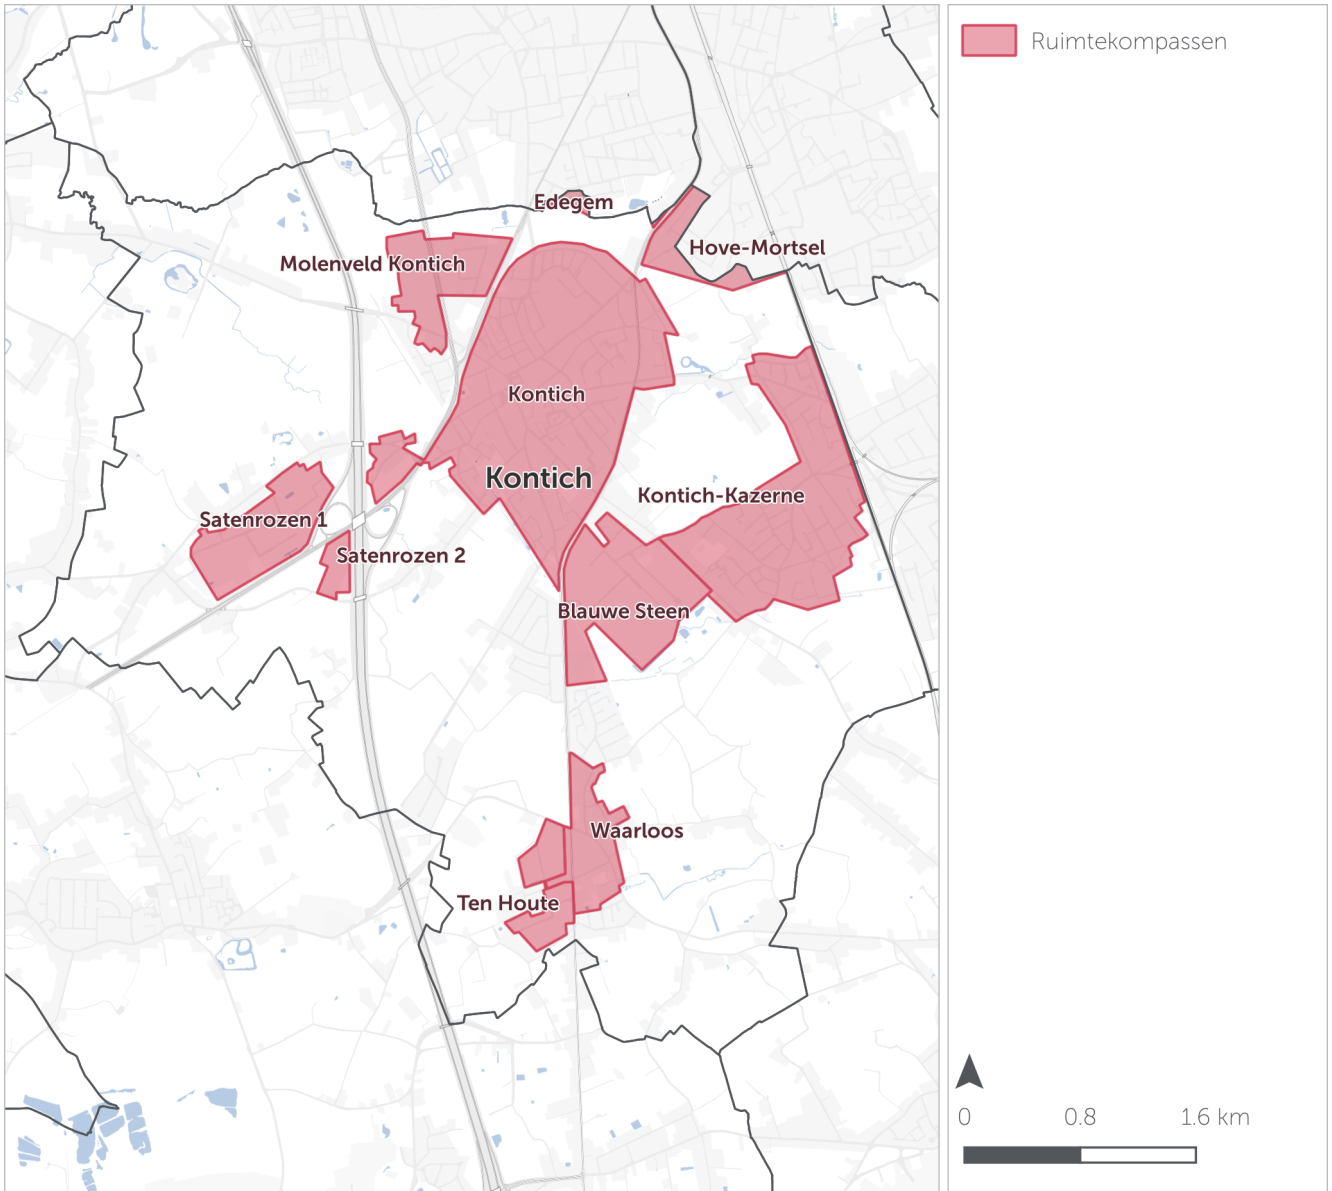 Ruimtekompassen
Edegem
Hove-Mortsel
Molenveld Kontich
Kontich
Kontich
Kontich-Kazerne
Satenrozen 1
Satenrozen 2
Blauwe Steen
Waarloos
Ten Houte
0 0.8 1.6 km